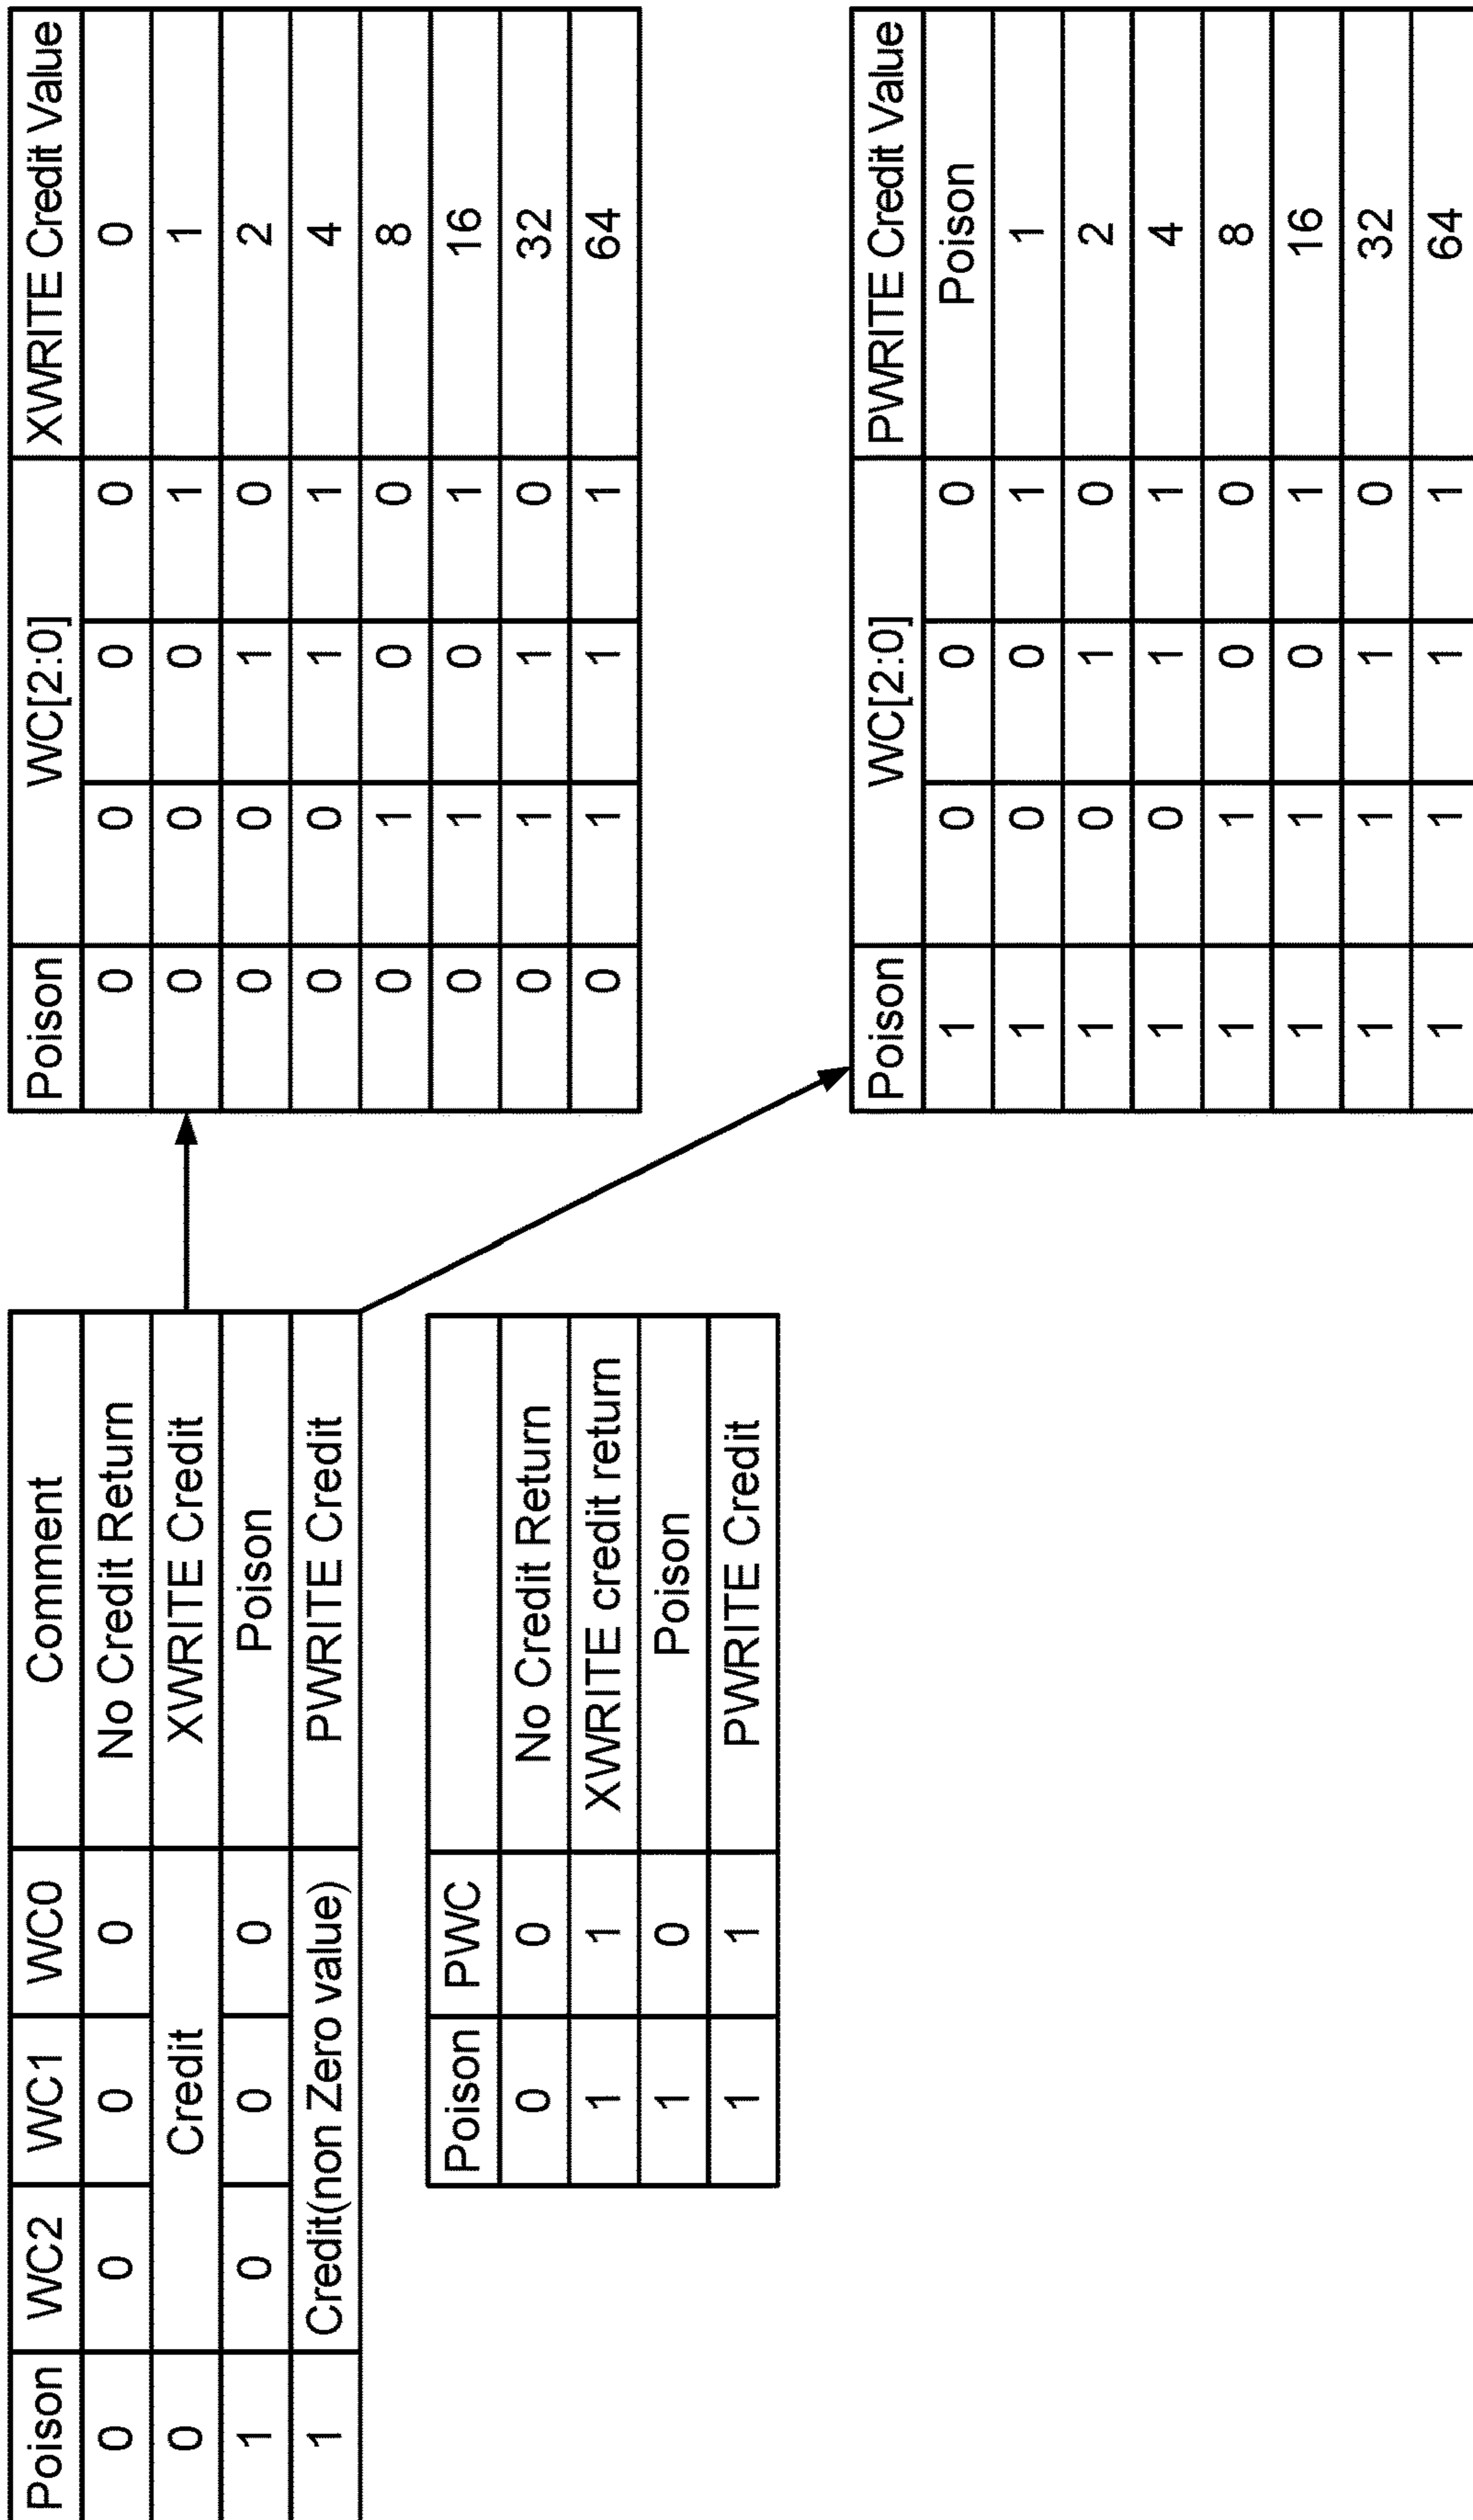 Poison WC2 WC1 WC0 Comment
0 0 0 0 No Credit Return
0 Credit XWRITE Credit
1 0 0 0 Poison
1 Credit(non Zero value) PWRITE Credit
Poison PWC
0 0 No Credit Return
1 1 XWRITE credit return
1 0 Poison
1 1 PWRITE Credit
Poison WC[2:0] XWRITE Credit Value
0 0 0 0 0
0 0 0 1 1
0 0 1 0 2
0 0 1 1 4
0 1 0 0 8
0 1 0 1 16
0 1 1 0 32
0 1 1 1 64
Poison WC[2:0] PWRITE Credit Value
1 0 0 0 Poison
1 0 0 1 1
1 0 1 0 2
1 0 1 1 4
1 1 0 0 8
1 1 0 1 16
1 1 1 0 32
1 1 1 1 64